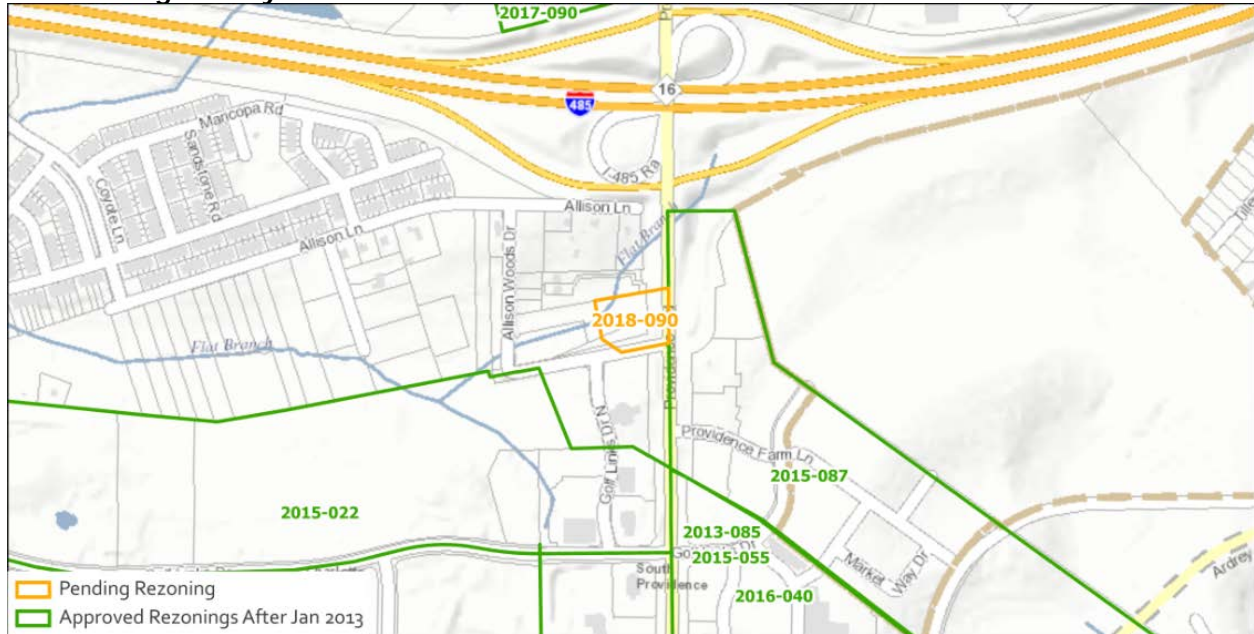 2017-090
16
485
I-485 Ra
Maricopa Rd
Sandstone Rd
Coyote Ln
Allison Ln
Allison Ln
Allison Woods Dr
Flat Branch
2018-090
Flat Branch
Golf Links Dr N
Providence Farm Ln
2015-087
2015-022
2013-085
2015-055
South
Providence
Market
Way Dr
2016-040
Ardrey
Pending Rezoning
Approved Rezonings After Jan 2013